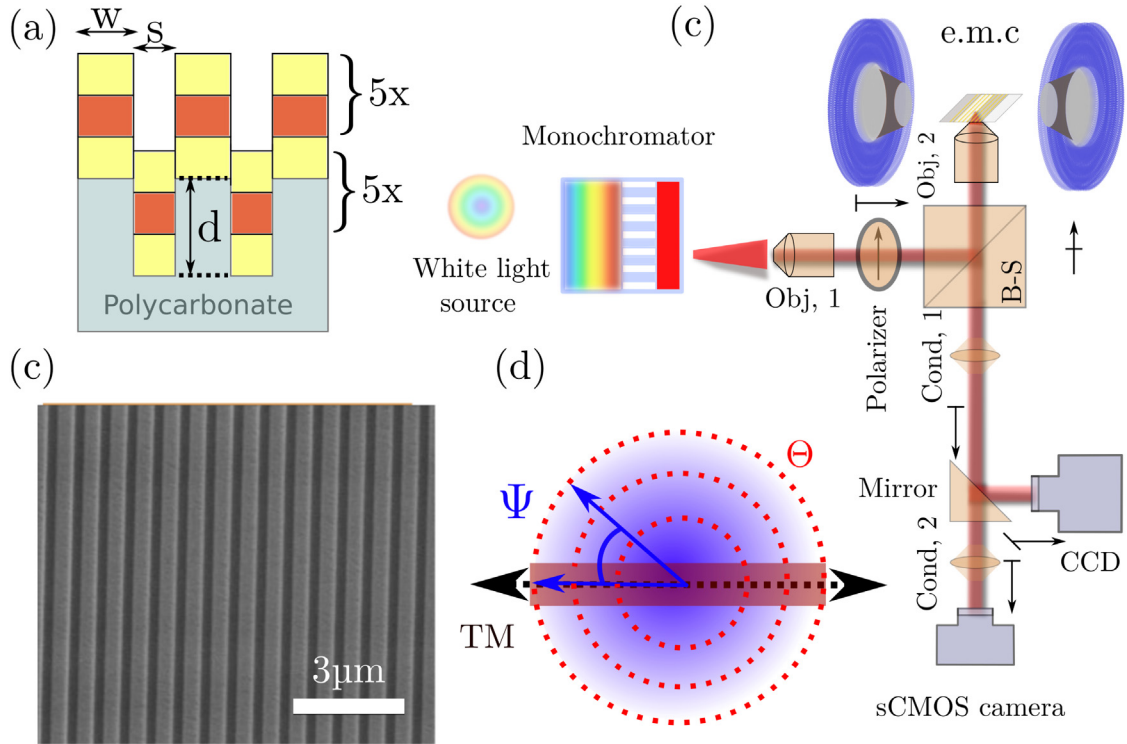 (a)
w
s
5x
5x
d
Polycarbonate
(c)
e.m.c
Monochromator
White light
source
Obj, 1
Polarizer
Obj, 2
B-S
Cond, 1
Mirror
CCD
Cond, 2
sCMOS camera
(c)
3μm
(d)
Ψ
Θ
TM